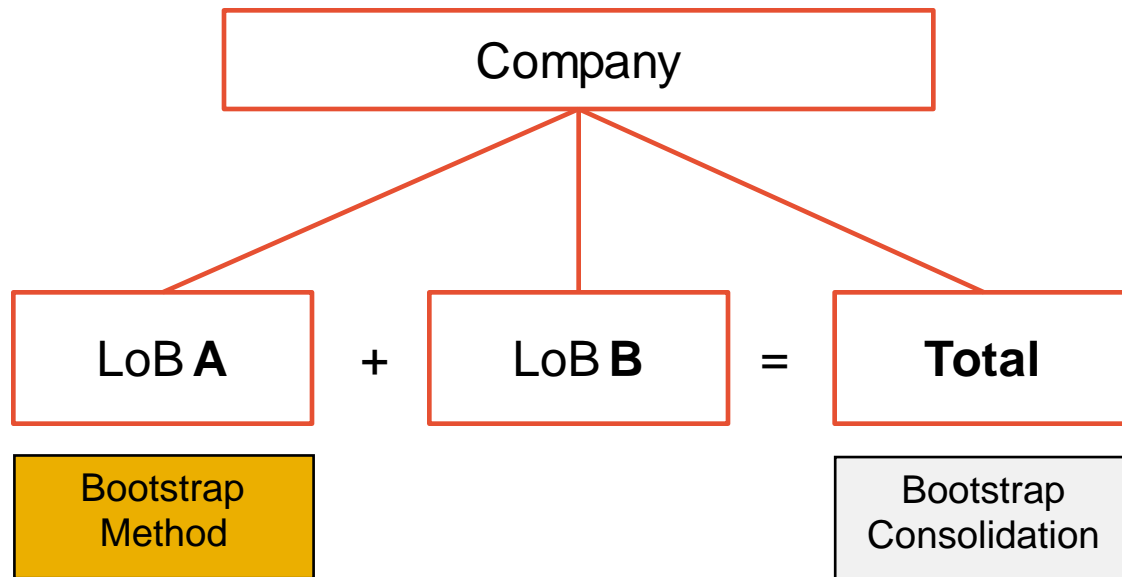 Company
LoB A + LoB B = Total
Bootstrap
Method
Bootstrap
Consolidation